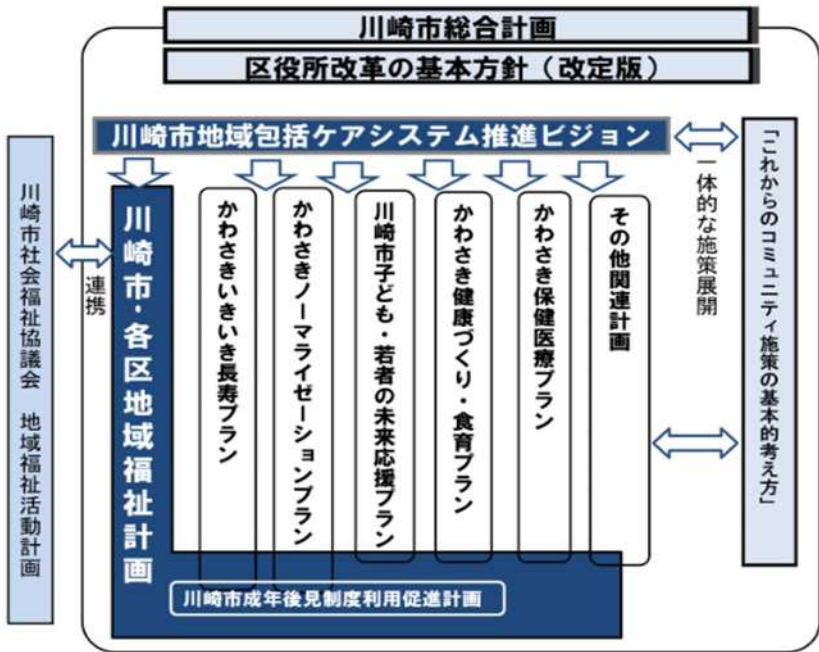 川崎市総合計画
区役所改革の基本方針（改定版）
川崎市地域包括ケアシステム推進ビジョン
川崎市社会福祉協議会　地域福祉活動計画
連携
川崎市・各区地域福祉計画
かわさきいきいき長寿プラン
かわさきノーマライゼーションプラン
川崎市子ども・若者の未来応援プラン
かわさき健康づくり・食育プラン
かわさき保健医療プラン
その他関連計画
一体的な施策展開
「これからのコミュニティ施策の基本的考え方」
川崎市成年後見制度利用促進計画